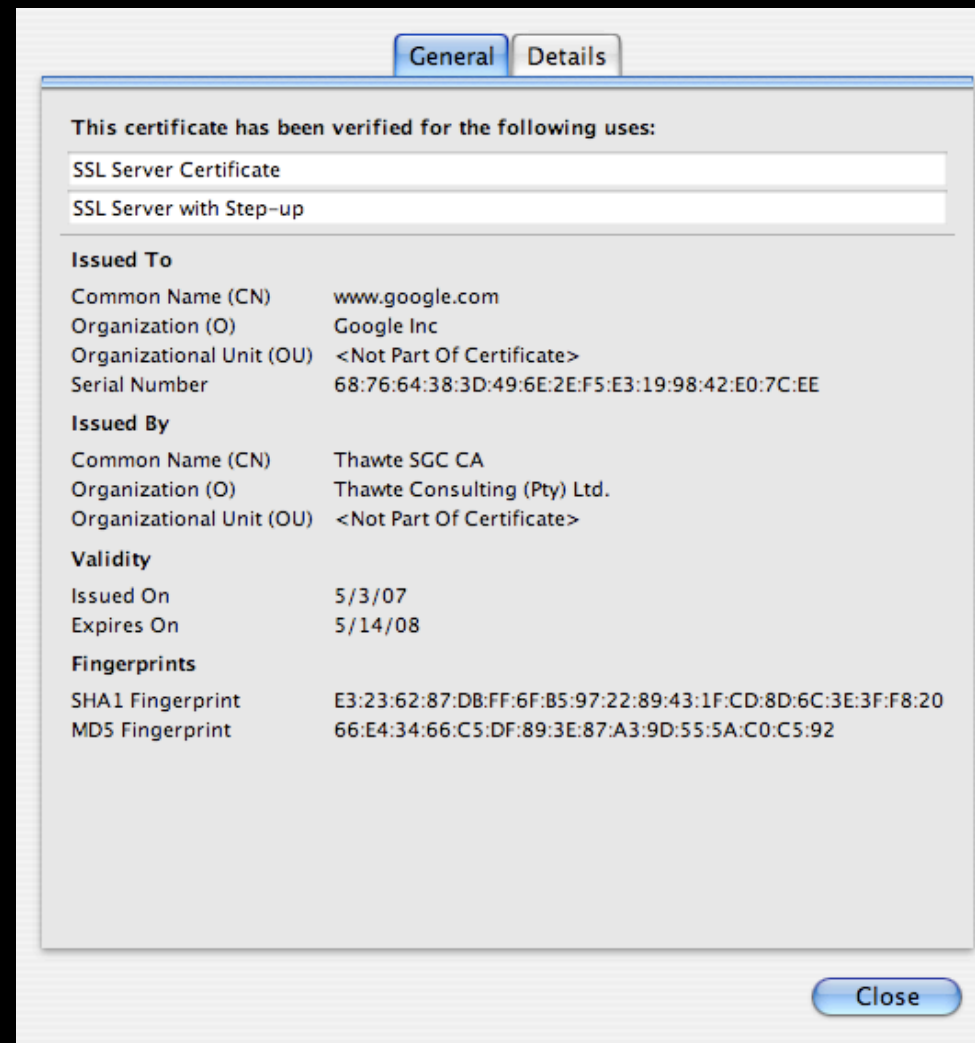 General Details
This certificate has been verified for the following uses:
SSL Server Certificate
SSL Server with Step-up
Issued To
Common Name (CN) www.google.com
Organization (O) Google Inc
Organizational Unit (OU) <Not Part Of Certificate>
Serial Number 68:76:64:38:3D:49:6E:2E:F5:E3:19:98:42:E0:7C:EE
Issued By
Common Name (CN) Thawte SGC CA
Organization (O) Thawte Consulting (Pty) Ltd.
Organizational Unit (OU) <Not Part Of Certificate>
Validity
Issued On 5/3/07
Expires On 5/14/08
Fingerprints
SHA1 Fingerprint E3:23:62:87:DB:FF:6F:B5:97:22:89:43:1F:CD:8D:6C:3E:3F:F8:20
MD5 Fingerprint 66:E4:34:66:C5:DF:89:3E:87:A3:9D:55:5A:C0:C5:92
Close